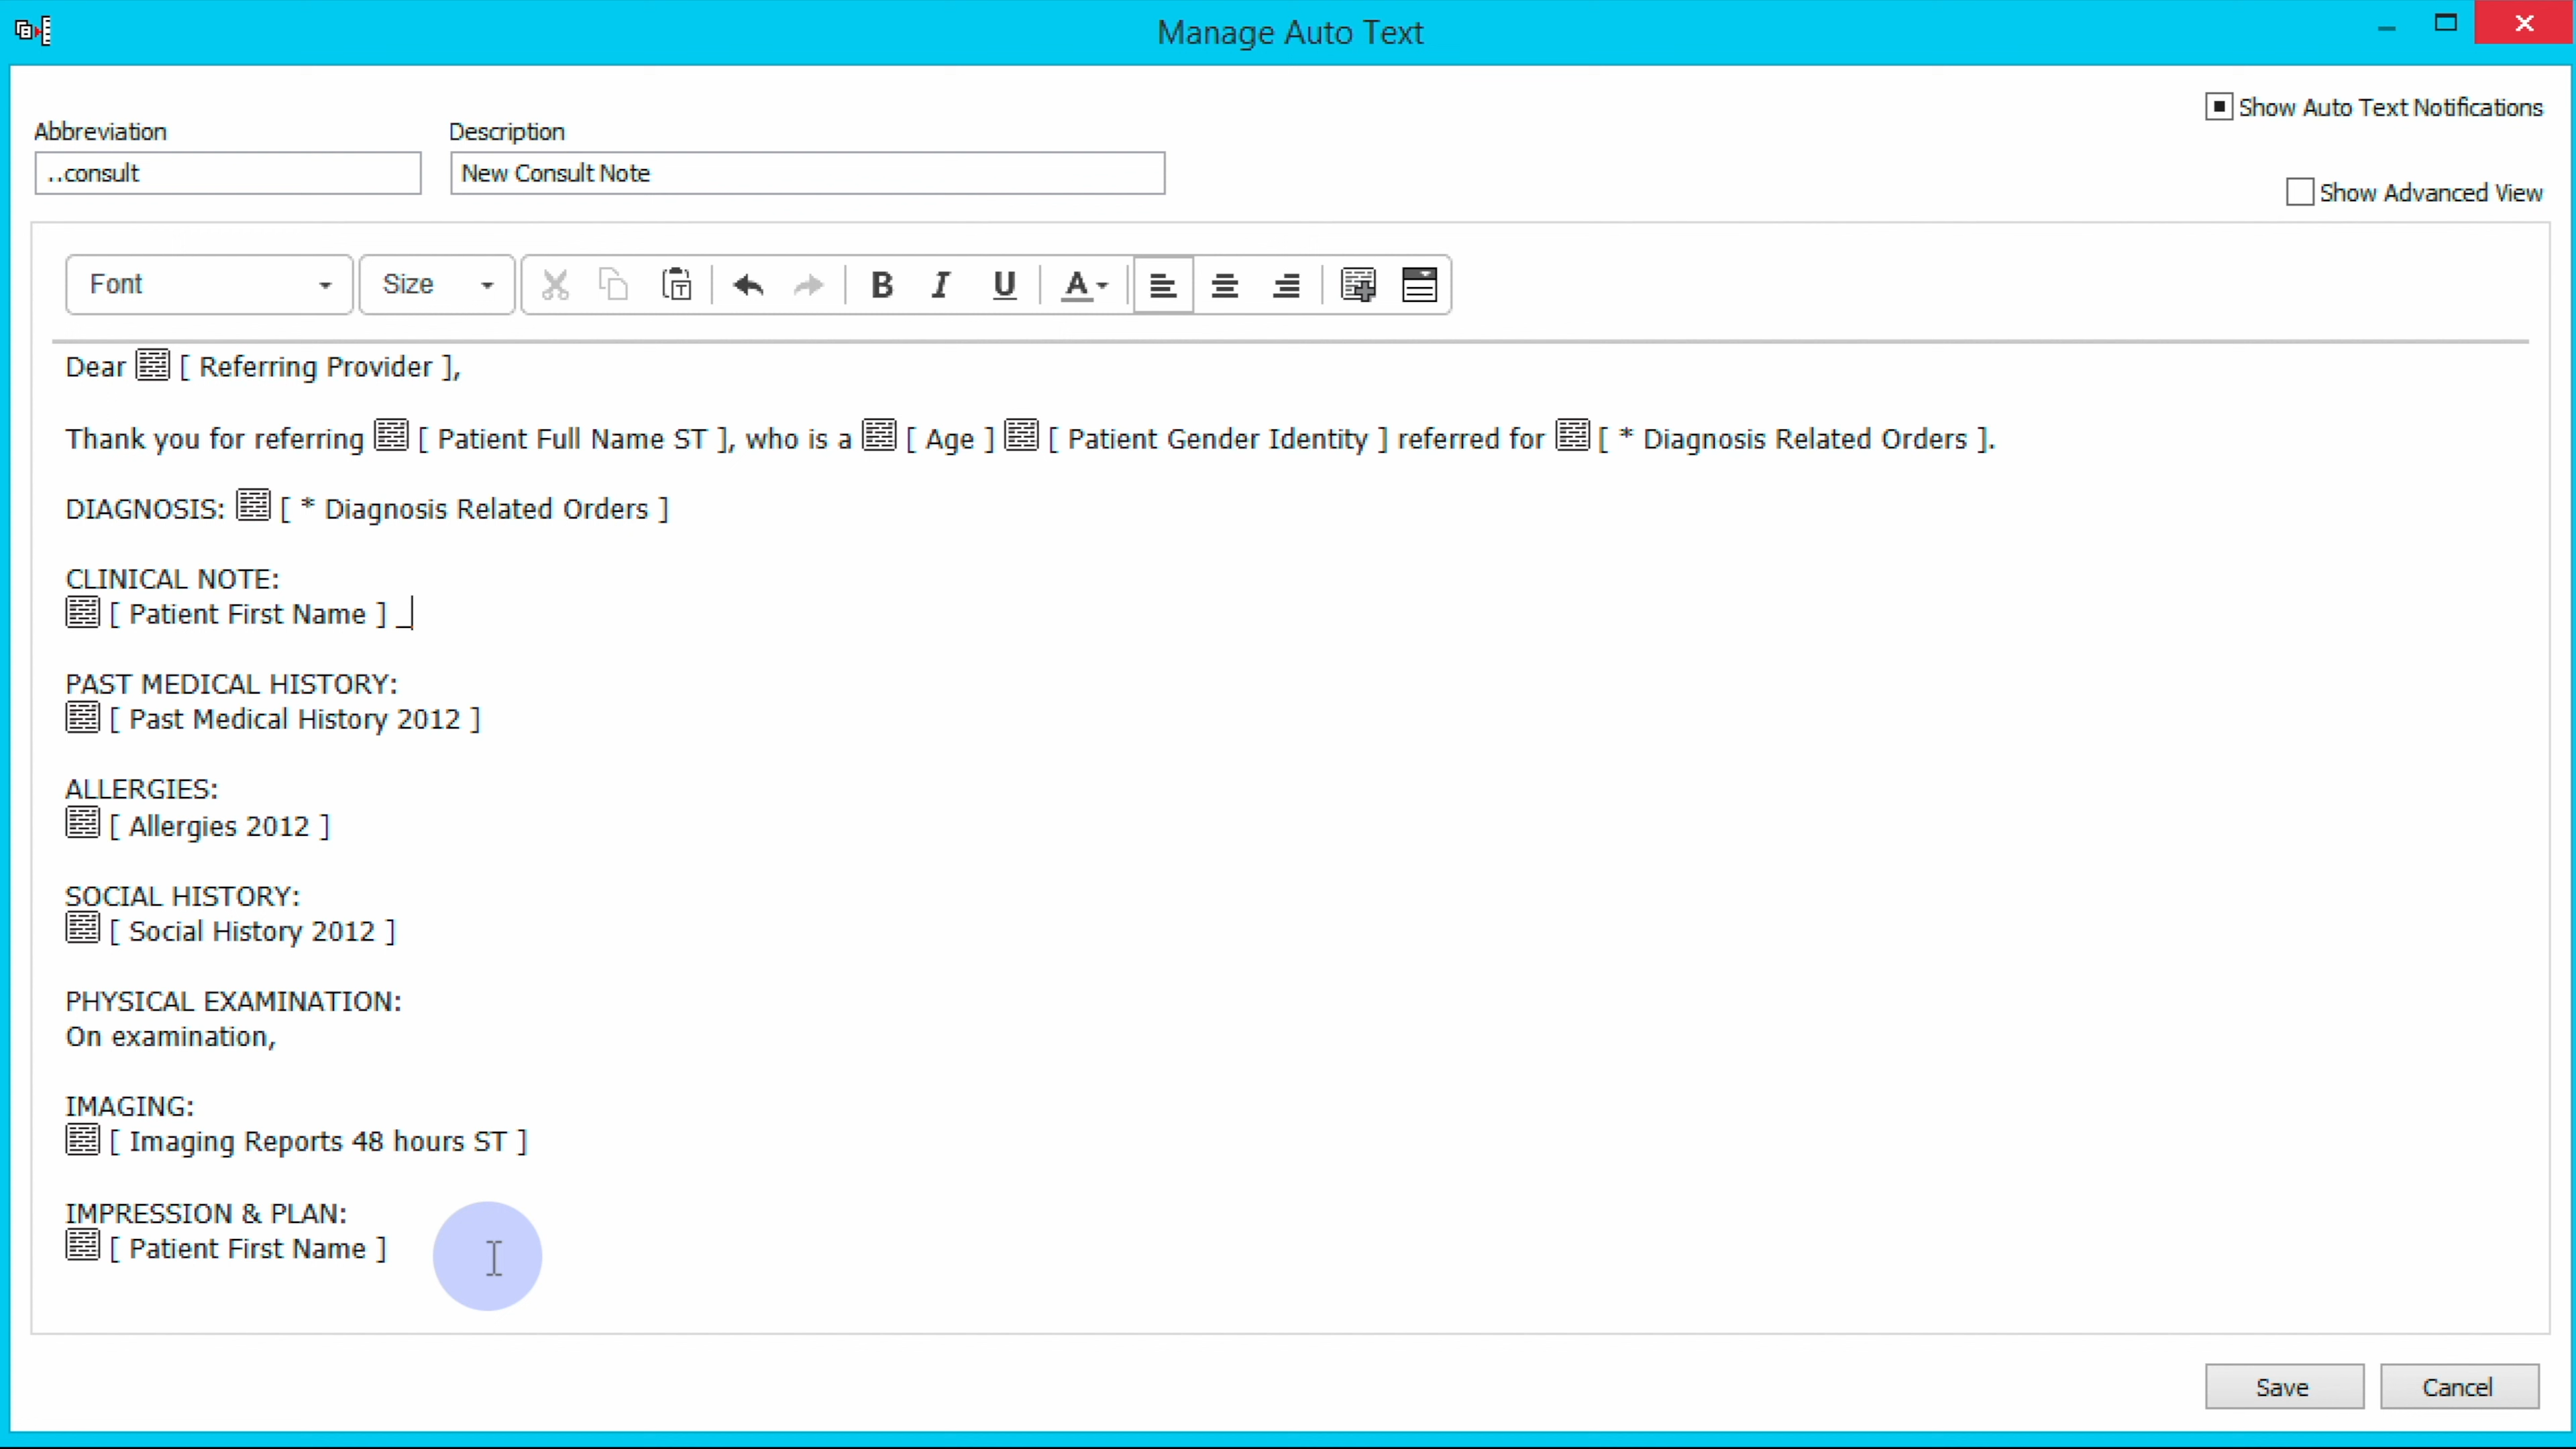 Manage Auto Text
Show Auto Text Notifications
Abbreviation
Description
..consult
New Consult Note
Show Advanced View
Font
Size
B I U A
Dear [ Referring Provider ],
Thank you for referring [ Patient Full Name ST ], who is a [ Age ] [ Patient Gender Identity ] referred for [ * Diagnosis Related Orders ].
DIAGNOSIS: [ * Diagnosis Related Orders ]
CLINICAL NOTE:
[ Patient First Name ] _
PAST MEDICAL HISTORY:
[ Past Medical History 2012 ]
ALLERGIES:
[ Allergies 2012 ]
SOCIAL HISTORY:
[ Social History 2012 ]
PHYSICAL EXAMINATION:
On examination,
IMAGING:
[ Imaging Reports 48 hours ST ]
IMPRESSION & PLAN:
[ Patient First Name ]
Save
Cancel